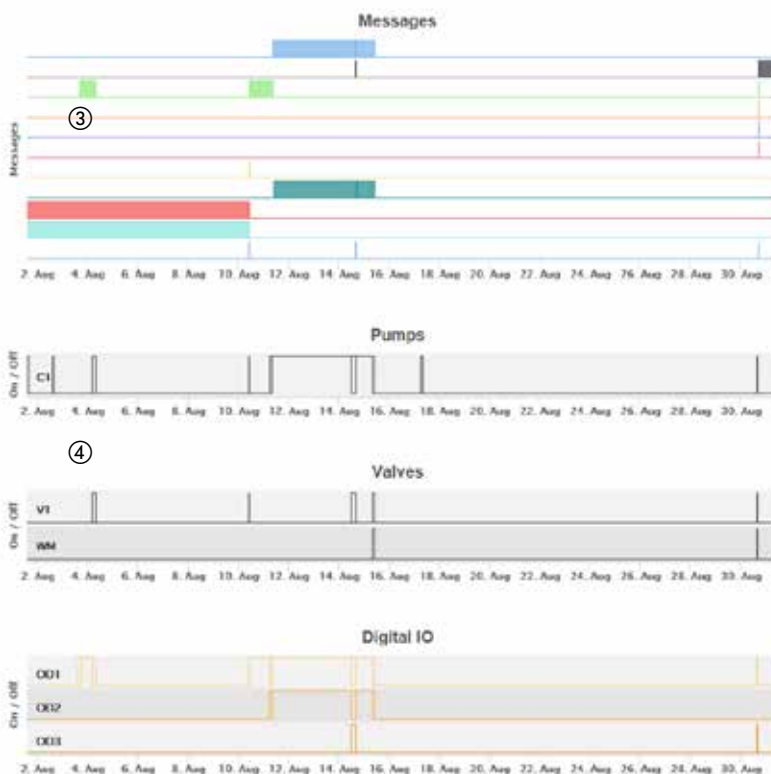 Messages
③
Messages
2. Aug 4. Aug 6. Aug 8. Aug 10. Aug 12. Aug 14. Aug 16. Aug 18. Aug 20. Aug 22. Aug 24. Aug 26. Aug 28. Aug 30. Aug
Pumps
On / Off
C1
2. Aug 4. Aug 6. Aug 8. Aug 10. Aug 12. Aug 14. Aug 16. Aug 18. Aug 20. Aug 22. Aug 24. Aug 26. Aug 28. Aug 30. Aug
④
Valves
On / Off
V1
WM
2. Aug 4. Aug 6. Aug 8. Aug 10. Aug 12. Aug 14. Aug 16. Aug 18. Aug 20. Aug 22. Aug 24. Aug 26. Aug 28. Aug 30. Aug
Digital IO
On / Off
OO1
OO2
OO3
2. Aug 4. Aug 6. Aug 8. Aug 10. Aug 12. Aug 14. Aug 16. Aug 18. Aug 20. Aug 22. Aug 24. Aug 26. Aug 28. Aug 30. Aug